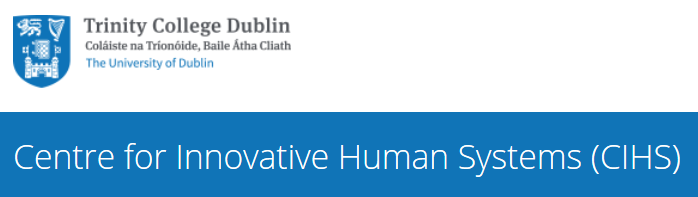 Trinity College Dublin
Coláiste na Tríonóide, Baile Átha Cliath
The University of Dublin
Centre for Innovative Human Systems (CIHS)